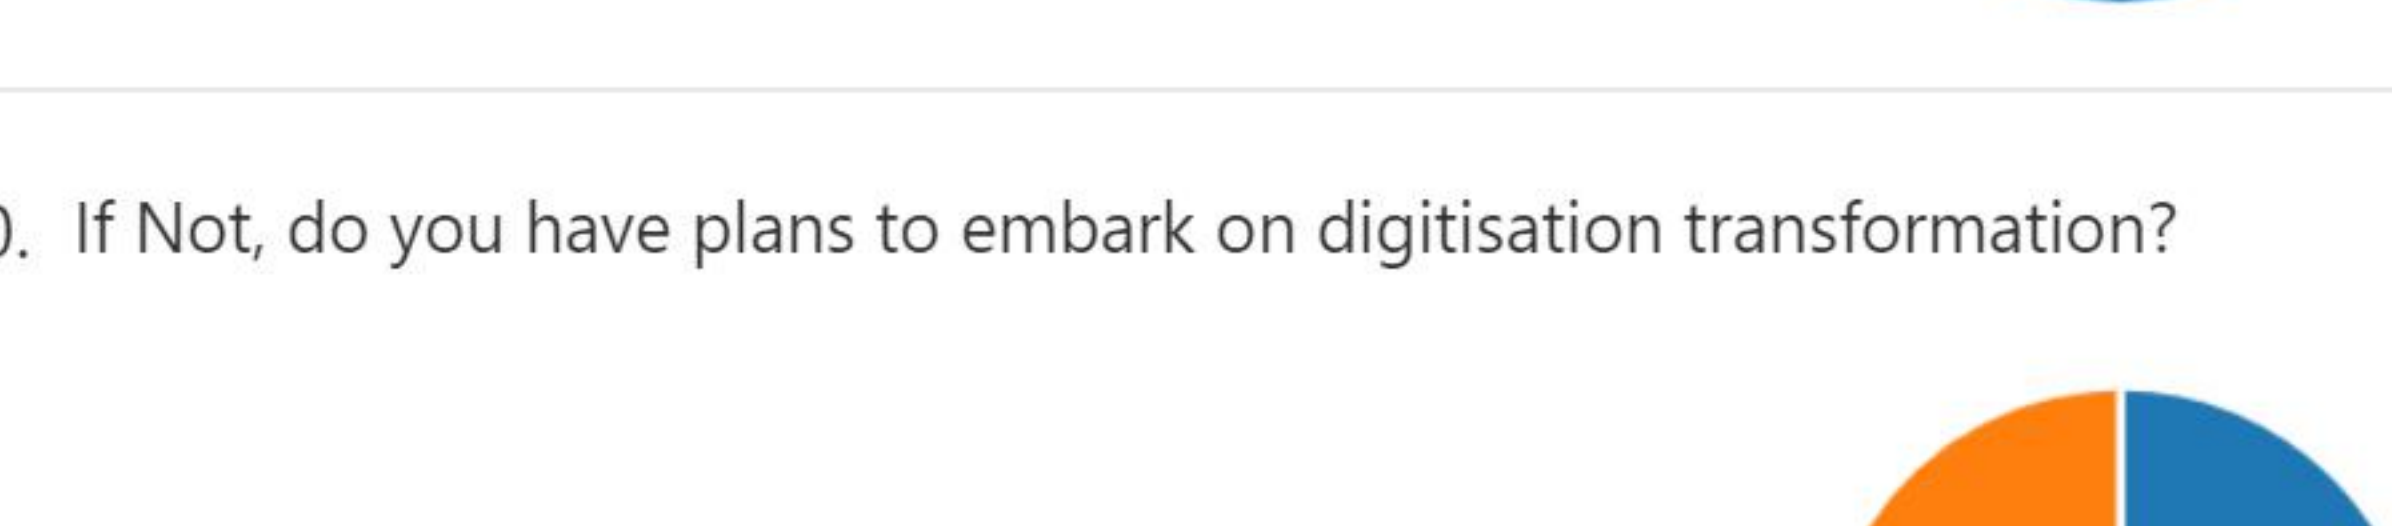 ). If Not, do you have plans to embark on digitisation transformation?